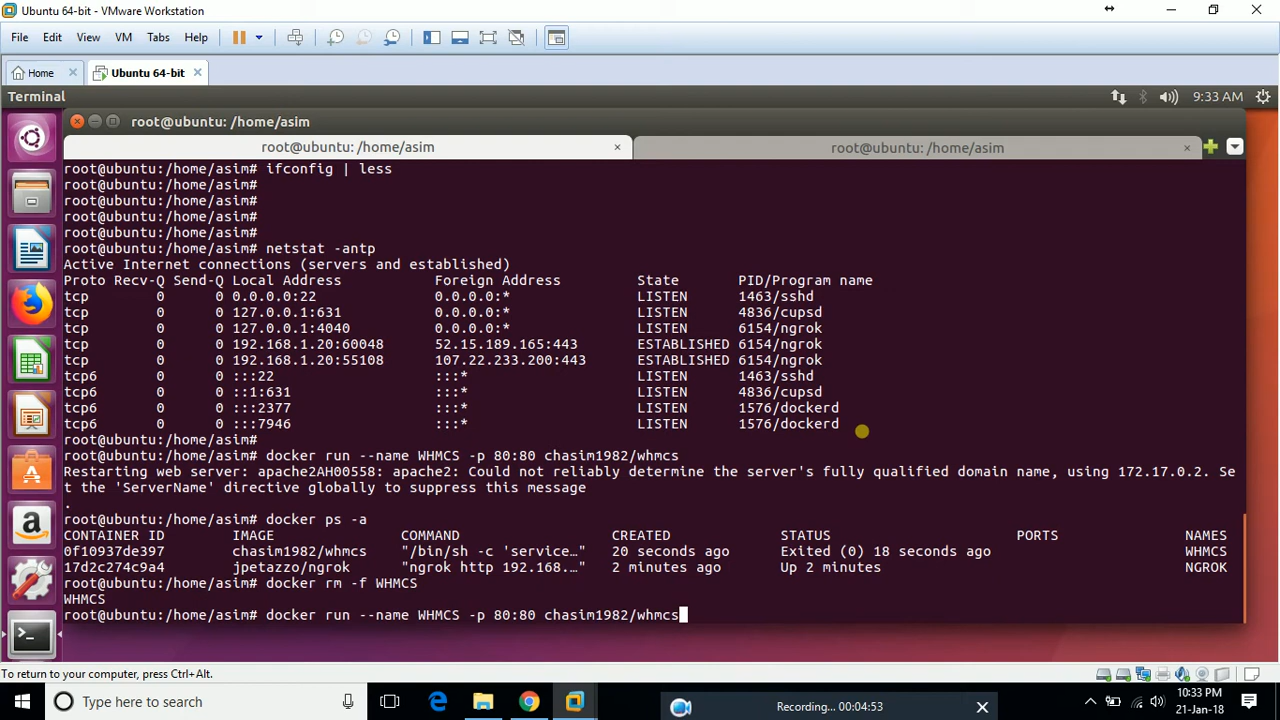 Ubuntu 64-bit - VMware Workstation
File Edit View VM Tabs Help
Home Ubuntu 64-bit
Terminal 9:33 AM
root@ubuntu: /home/asim
root@ubuntu: /home/asim root@ubuntu: /home/asim
root@ubuntu:/home/asim# ifconfig | less
root@ubuntu:/home/asim#
root@ubuntu:/home/asim#
root@ubuntu:/home/asim#
root@ubuntu:/home/asim#
root@ubuntu:/home/asim# netstat -antp
Active Internet connections (servers and established)
Proto Recv-Q Send-Q Local Address Foreign Address State PID/Program name
tcp 0 0 0.0.0.0:22 0.0.0.0:* LISTEN 1463/sshd
tcp 0 0 127.0.0.1:631 0.0.0.0:* LISTEN 4836/cupsd
tcp 0 0 127.0.0.1:4040 0.0.0.0:* LISTEN 6154/ngrok
tcp 0 0 192.168.1.20:60048 52.15.189.165:443 ESTABLISHED 6154/ngrok
tcp 0 0 192.168.1.20:55108 107.22.233.200:443 ESTABLISHED 6154/ngrok
tcp6 0 0 :::22 :::* LISTEN 1463/sshd
tcp6 0 0 ::1:631 :::* LISTEN 4836/cupsd
tcp6 0 0 :::2377 :::* LISTEN 1576/dockerd
tcp6 0 0 :::7946 :::* LISTEN 1576/dockerd
root@ubuntu:/home/asim#
root@ubuntu:/home/asim# docker run --name WHMCS -p 80:80 chasim1982/whmcs
Restarting web server: apache2AH00558: apache2: Could not reliably determine the server's fully qualified domain name, using 172.17.0.2. Se
t the 'ServerName' directive globally to suppress this message
.
root@ubuntu:/home/asim# docker ps -a
CONTAINER ID IMAGE COMMAND CREATED STATUS PORTS NAMES
0f10937de397 chasim1982/whmcs "/bin/sh -c 'service…" 20 seconds ago Exited (0) 18 seconds ago WHMCS
17d2c274c9a4 jpetazzo/ngrok "ngrok http 192.168.…" 2 minutes ago Up 2 minutes NGROK
root@ubuntu:/home/asim# docker rm -f WHMCS
WHMCS
root@ubuntu:/home/asim# docker run --name WHMCS -p 80:80 chasim1982/whmcs
To return to your computer, press Ctrl+Alt.
Type here to search
Recording... 00:04:53
10:33 PM
21-Jan-18